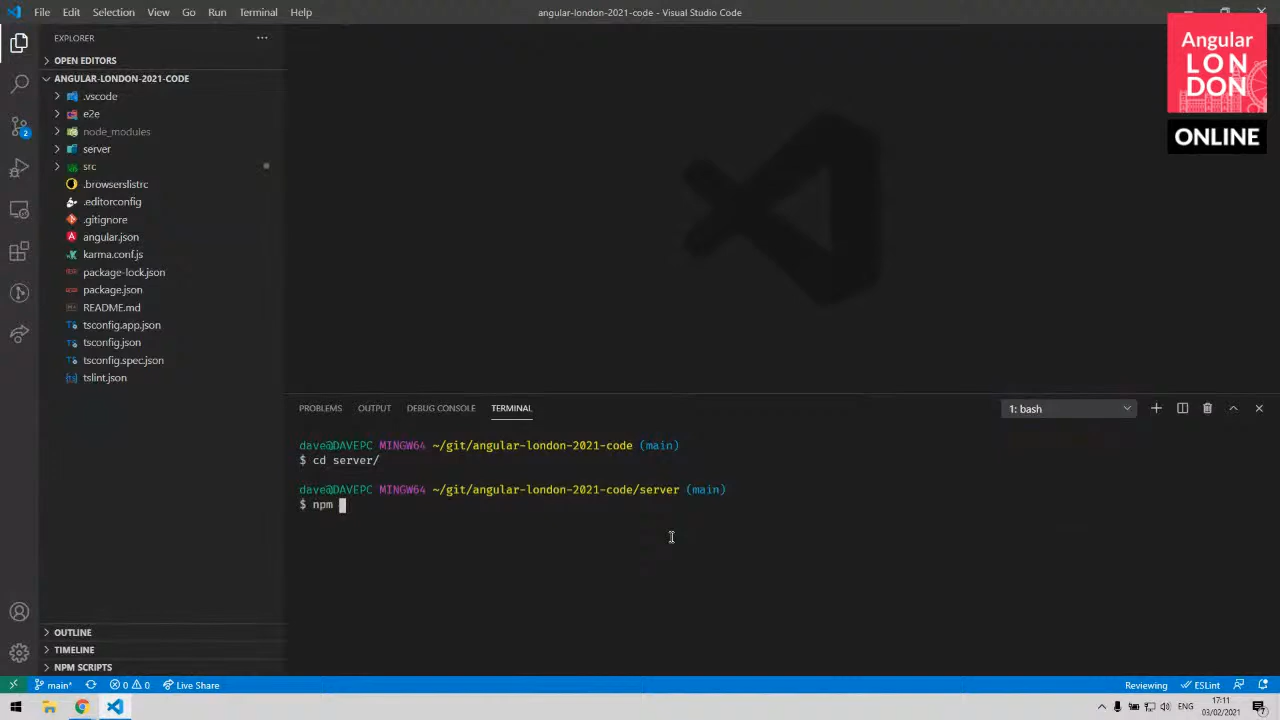 File Edit Selection View Go Run Terminal Help
angular-london-2021-code - Visual Studio Code
EXPLORER
OPEN EDITORS
ANGULAR-LONDON-2021-CODE
.vscode
e2e
node_modules
server
src
.browserslistrc
.editorconfig
.gitignore
angular.json
karma.conf.js
package-lock.json
package.json
README.md
tsconfig.app.json
tsconfig.json
tsconfig.spec.json
tslint.json
OUTLINE
TIMELINE
NPM SCRIPTS
2
Angular
LON
DON
ONLINE
PROBLEMS OUTPUT DEBUG CONSOLE TERMINAL
1: bash
dave@DAVEPC MINGW64 ~/git/angular-london-2021-code (main)
$ cd server/
dave@DAVEPC MINGW64 ~/git/angular-london-2021-code/server (main)
$ npm
main* 0 0 Live Share
Reviewing ESLint
ENG
17:11
03/02/2021
7